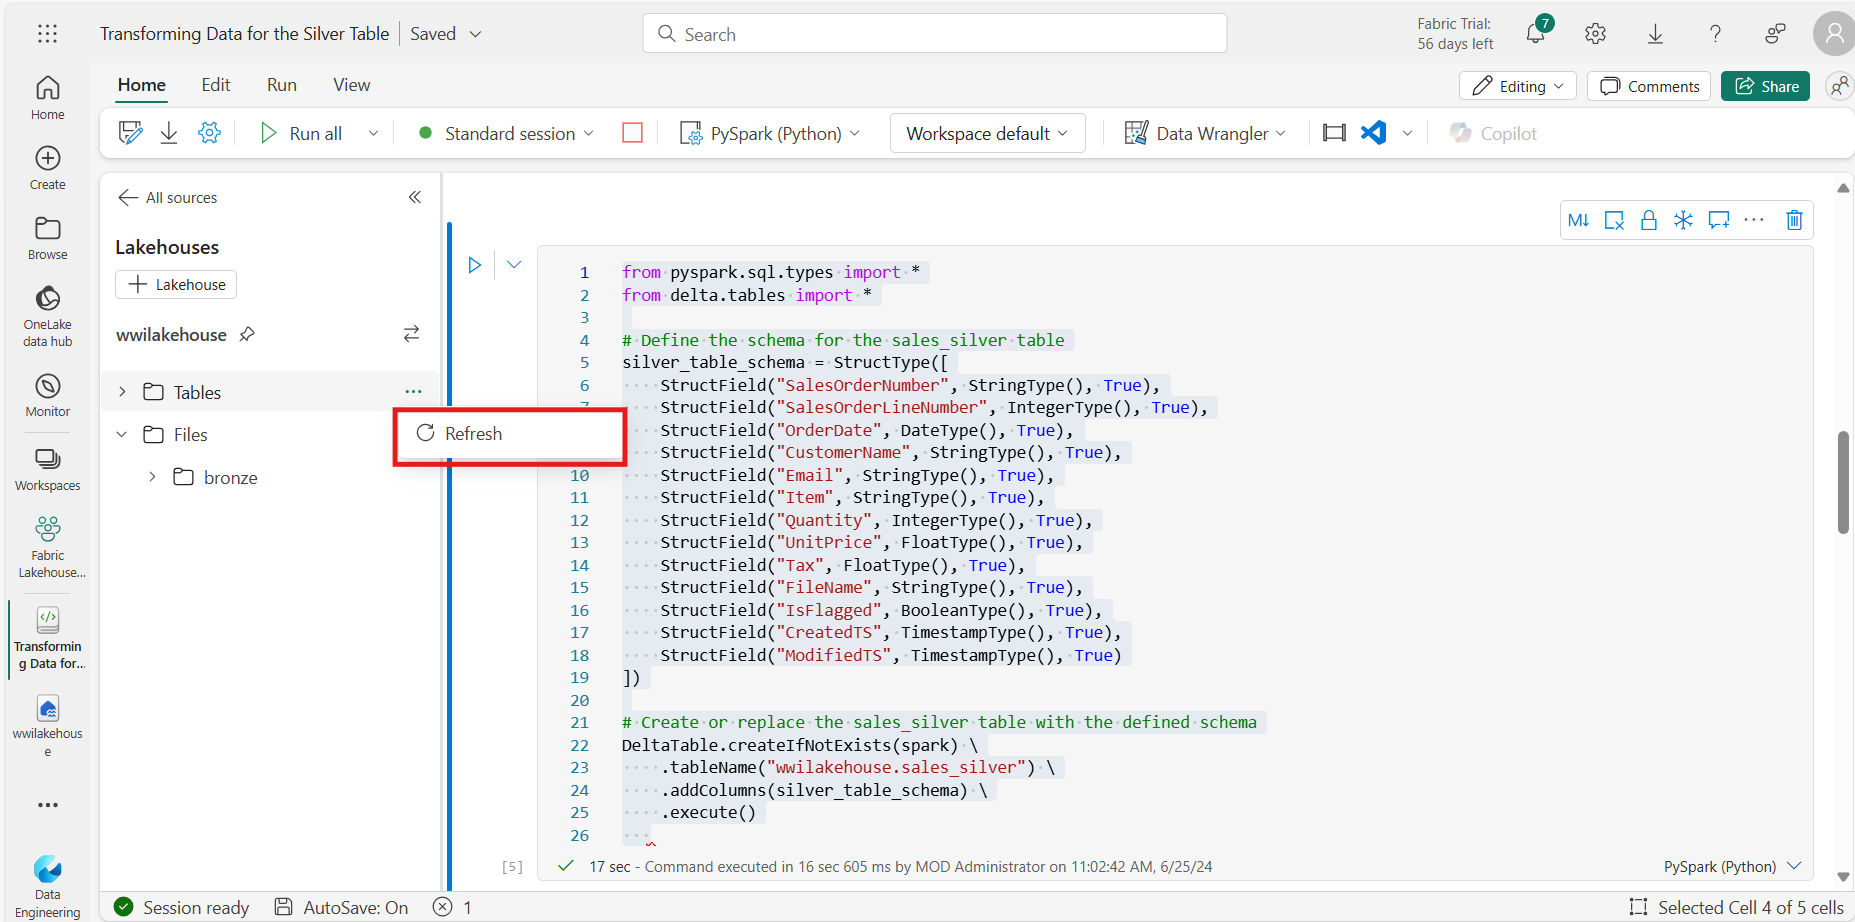 Transforming Data for the Silver Table
Saved
Search
Fabric Trial:
56 days left
7
Home
Edit
Run
View
Editing
Comments
Share
Run all
Standard session
PySpark (Python)
Workspace default
Data Wrangler
Copilot
Home
Create
Browse
OneLake
data hub
Monitor
Workspaces
Fabric
Lakehouse...
Transformin
g Data for...
wwilakehous
e
Data
Engineering
All sources
Lakehouses
Lakehouse
wwilakehouse
Tables
Files
bronze
Refresh
M↓
1 from pyspark.sql.types import *
2 from delta.tables import *
3
4 # Define the schema for the sales_silver table
5 silver_table_schema = StructType([
6 StructField("SalesOrderNumber", StringType(), True),
7 StructField("SalesOrderLineNumber", IntegerType(), True),
StructField("OrderDate", DateType(), True),
StructField("CustomerName", StringType(), True),
10 StructField("Email", StringType(), True),
11 StructField("Item", StringType(), True),
12 StructField("Quantity", IntegerType(), True),
13 StructField("UnitPrice", FloatType(), True),
14 StructField("Tax", FloatType(), True),
15 StructField("FileName", StringType(), True),
16 StructField("IsFlagged", BooleanType(), True),
17 StructField("CreatedTS", TimestampType(), True),
18 StructField("ModifiedTS", TimestampType(), True)
19 ])
20
21 # Create or replace the sales_silver table with the defined schema
22 DeltaTable.createIfNotExists(spark) \
23 .tableName("wwilakehouse.sales_silver") \
24 .addColumns(silver_table_schema) \
25 .execute()
26
[5]
17 sec - Command executed in 16 sec 605 ms by MOD Administrator on 11:02:42 AM, 6/25/24
PySpark (Python)
Session ready
AutoSave: On
1
Selected Cell 4 of 5 cells